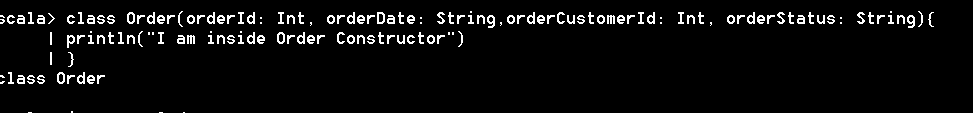 scala> class Order(orderId: Int, orderDate: String,orderCustomerId: Int, orderStatus: String){
| println("I am inside Order Constructor")
| }
class Order